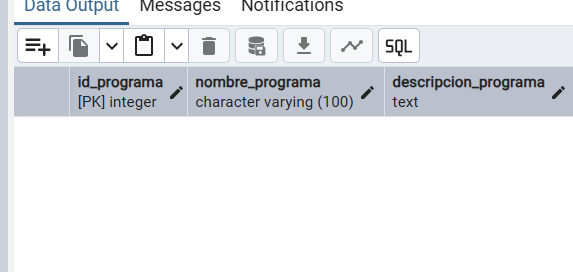 Data Output Messages Notifications
SQL
id_programa nombre_programa descripcion_programa
[PK] integer character varying (100) text